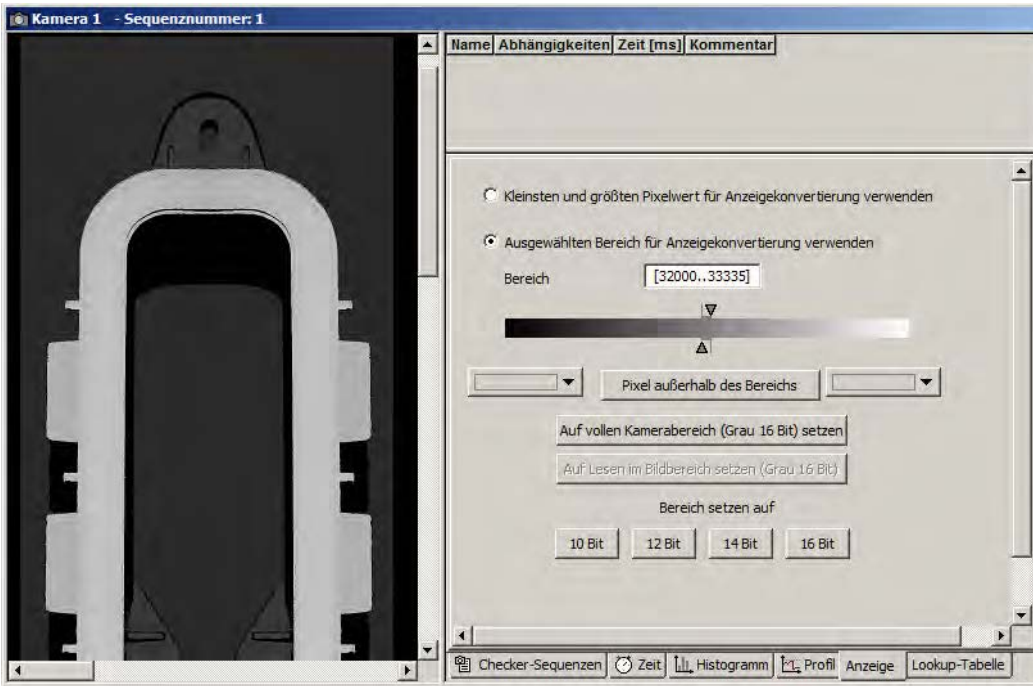 Kamera 1 - Sequenznummer: 1
Name Abhängigkeiten Zeit [ms] Kommentar
Kleinsten und größten Pixelwert für Anzeigekonvertierung verwenden
Ausgewählten Bereich für Anzeigekonvertierung verwenden
Bereich [32000..33335]
Pixel außerhalb des Bereichs
Auf vollen Kamerabereich (Grau 16 Bit) setzen
Auf Lesen im Bildbereich setzen (Grau 16 Bit)
Bereich setzen auf
10 Bit 12 Bit 14 Bit 16 Bit
Checker-Sequenzen Zeit Histogramm Profil Anzeige Lookup-Tabelle